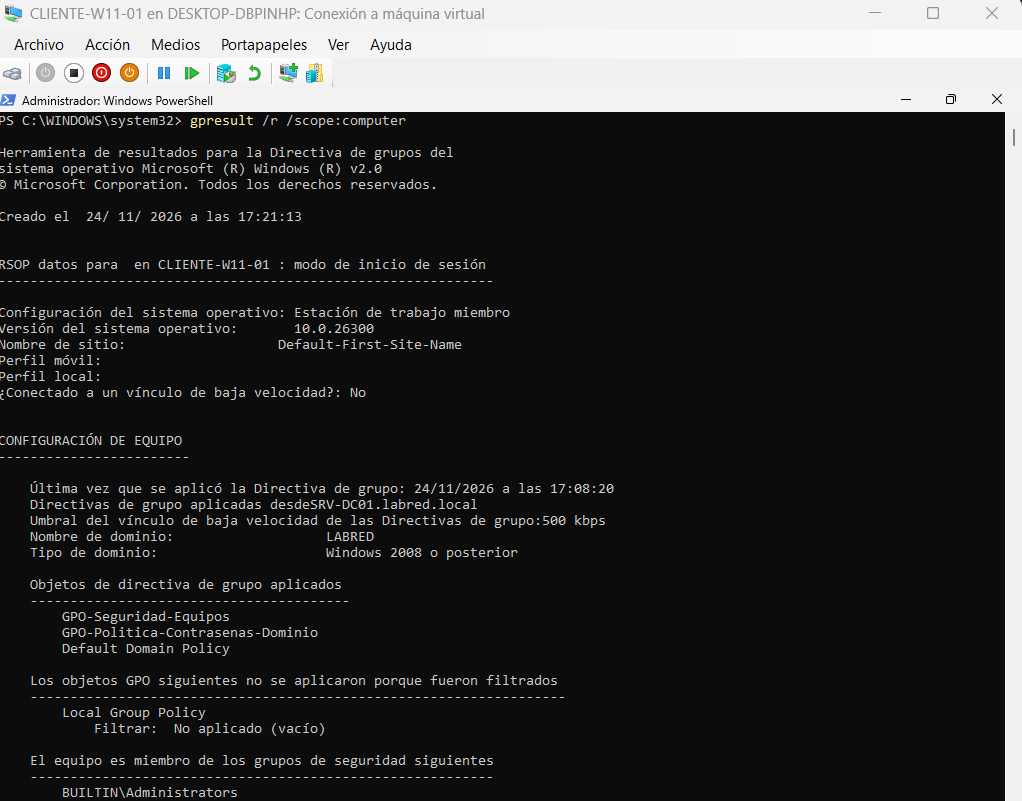 CLIENTE-W11-01 en DESKTOP-DBPINHP: Conexión a máquina virtual
Archivo Acción Medios Portapapeles Ver Ayuda
Administrador: Windows PowerShell
PS C:\WINDOWS\system32> gpresult /r /scope:computer
Herramienta de resultados para la Directiva de grupos del
sistema operativo Microsoft (R) Windows (R) v2.0
© Microsoft Corporation. Todos los derechos reservados.
Creado el 24/ 11/ 2026 a las 17:21:13
RSOP datos para en CLIENTE-W11-01 : modo de inicio de sesión
--------------------------------------------------------------
Configuración del sistema operativo: Estación de trabajo miembro
Versión del sistema operativo: 10.0.26300
Nombre de sitio: Default-First-Site-Name
Perfil móvil:
Perfil local:
¿Conectado a un vínculo de baja velocidad?: No
CONFIGURACIÓN DE EQUIPO
------------------------
Última vez que se aplicó la Directiva de grupo: 24/11/2026 a las 17:08:20
Directivas de grupo aplicadas desdeSRV-DC01.labred.local
Umbral del vínculo de baja velocidad de las Directivas de grupo:500 kbps
Nombre de dominio: LABRED
Tipo de dominio: Windows 2008 o posterior
Objetos de directiva de grupo aplicados
----------------------------------------
GPO-Seguridad-Equipos
GPO-Politica-Contrasenas-Dominio
Default Domain Policy
Los objetos GPO siguientes no se aplicaron porque fueron filtrados
-------------------------------------------------------------------
Local Group Policy
Filtrar: No aplicado (vacío)
El equipo es miembro de los grupos de seguridad siguientes
----------------------------------------------------------
BUILTIN\Administrators